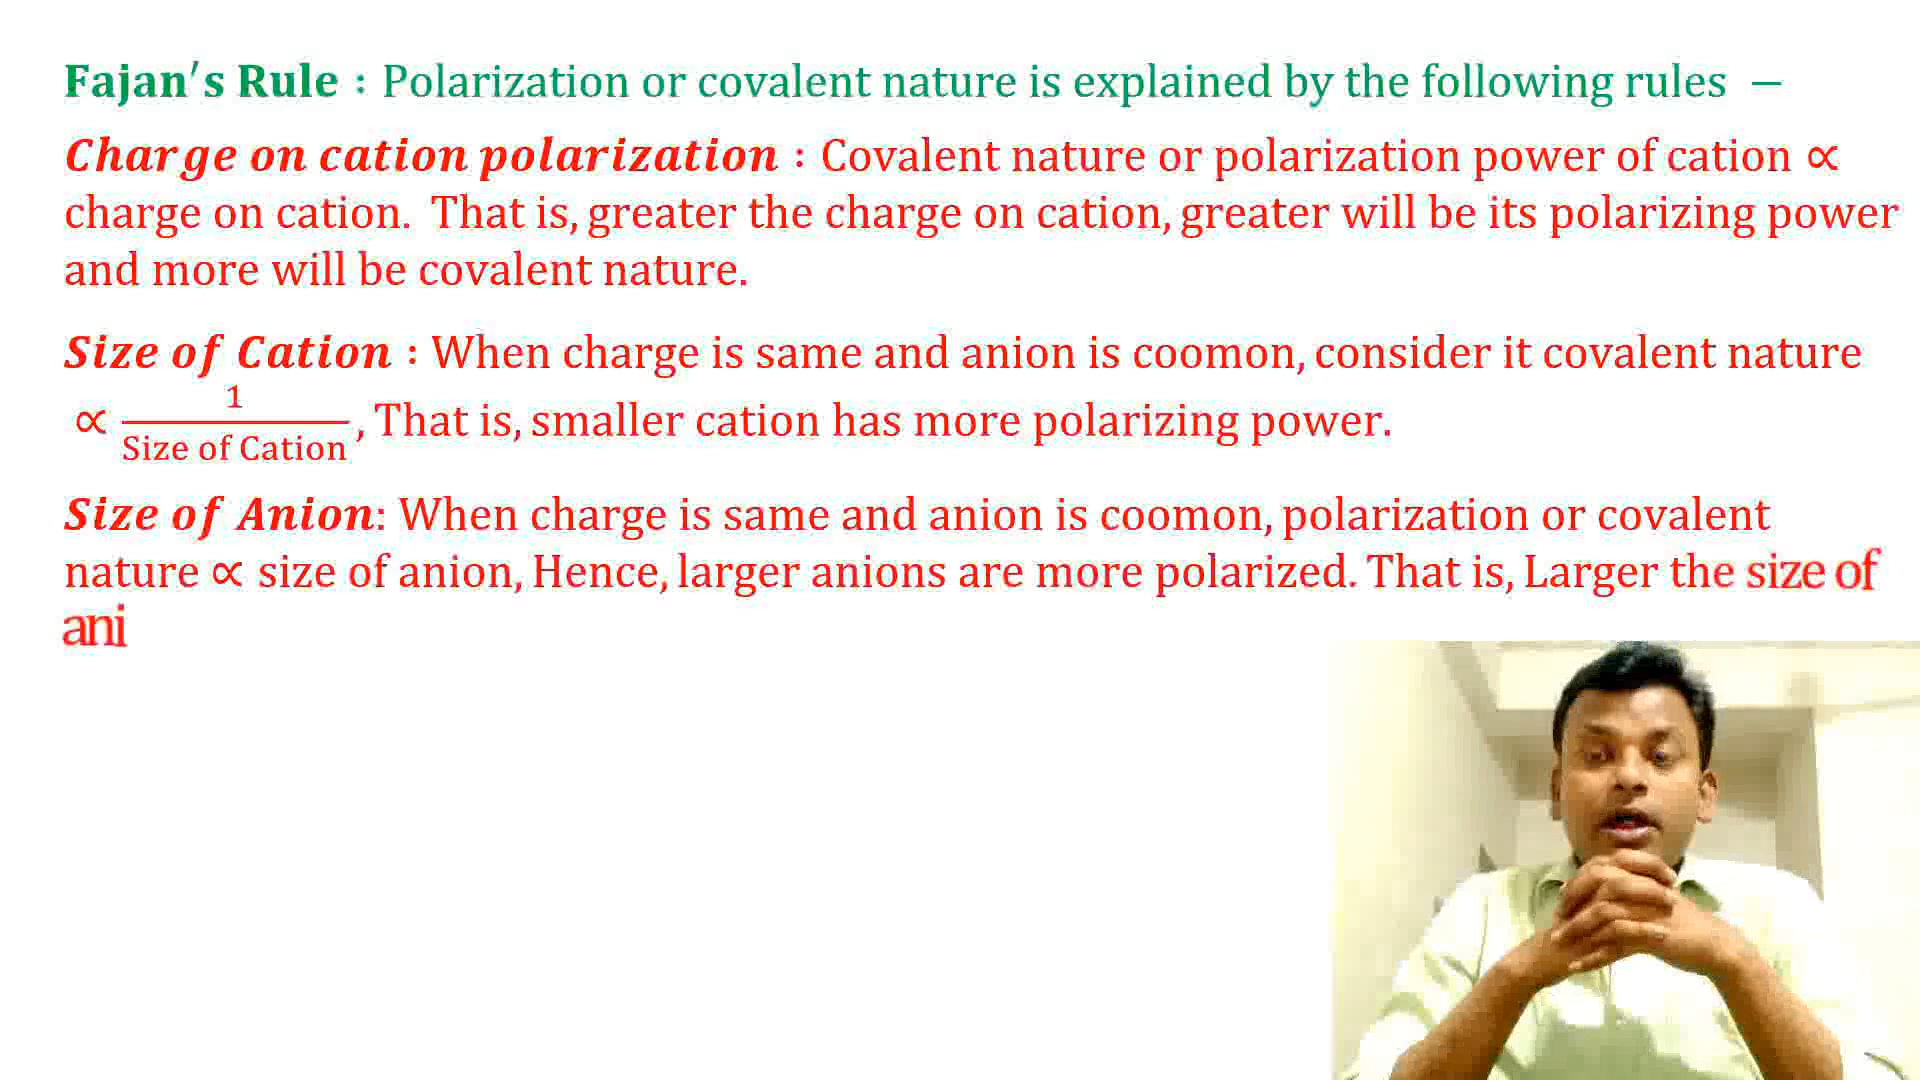 Fajan's Rule : Polarization or covalent nature is explained by the following rules −
Charge on cation polarization : Covalent nature or polarization power of cation ∝
charge on cation. That is, greater the charge on cation, greater will be its polarizing power
and more will be covalent nature.
Size of Cation : When charge is same and anion is coomon, consider it covalent nature
∝ 1/Size of Cation, That is, smaller cation has more polarizing power.
Size of Anion: When charge is same and anion is coomon, polarization or covalent
nature ∝ size of anion, Hence, larger anions are more polarized. That is, Larger the size of
ani